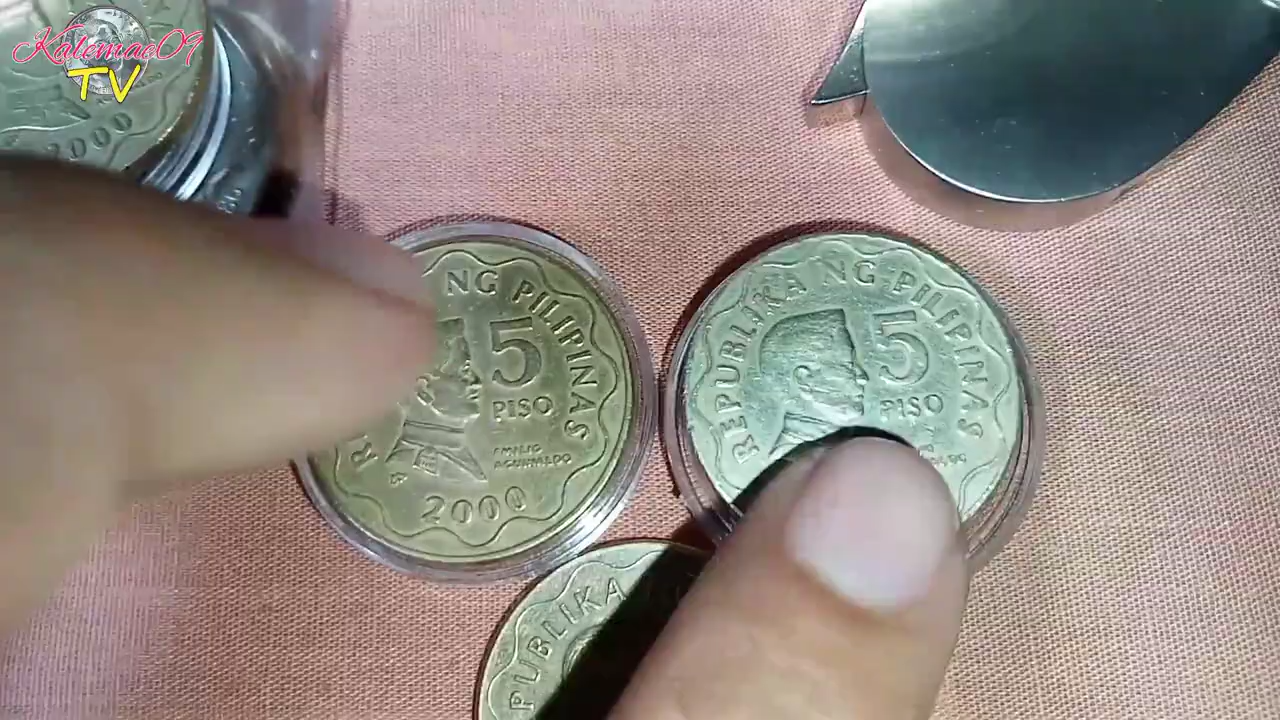 Kalemae09
TV
2000
NG PILIPINAS
5
PISO
EMILIO
AGUINALDO
2000
REPUBLIKA NG PILIPINAS
5
PISO
PUBLIKA